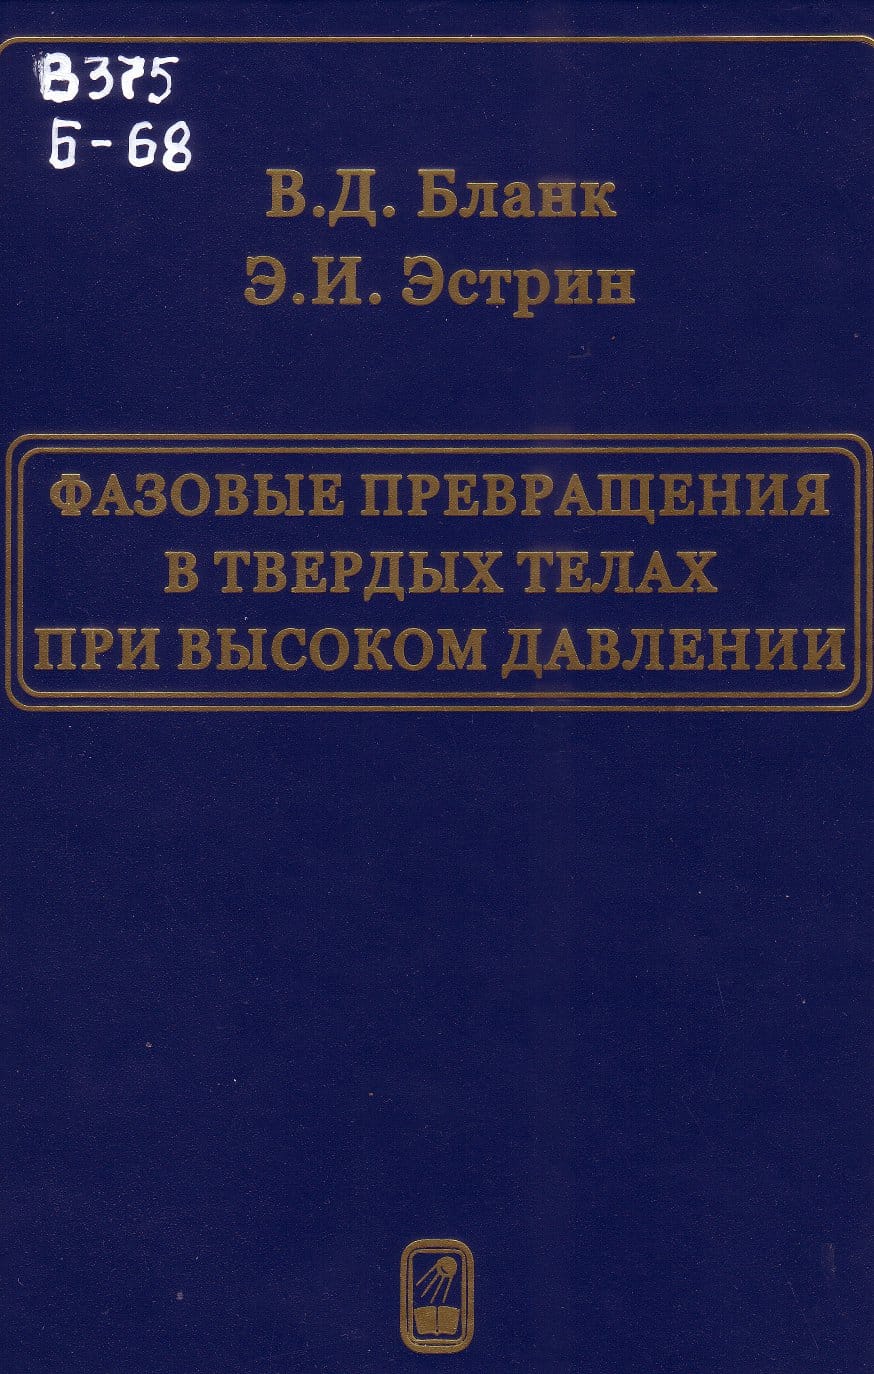 В375
Б-68
В.Д. Бланк
Э.И. Эстрин
ФАЗОВЫЕ ПРЕВРАЩЕНИЯ
В ТВЕРДЫХ ТЕЛАХ
ПРИ ВЫСОКОМ ДАВЛЕНИИ